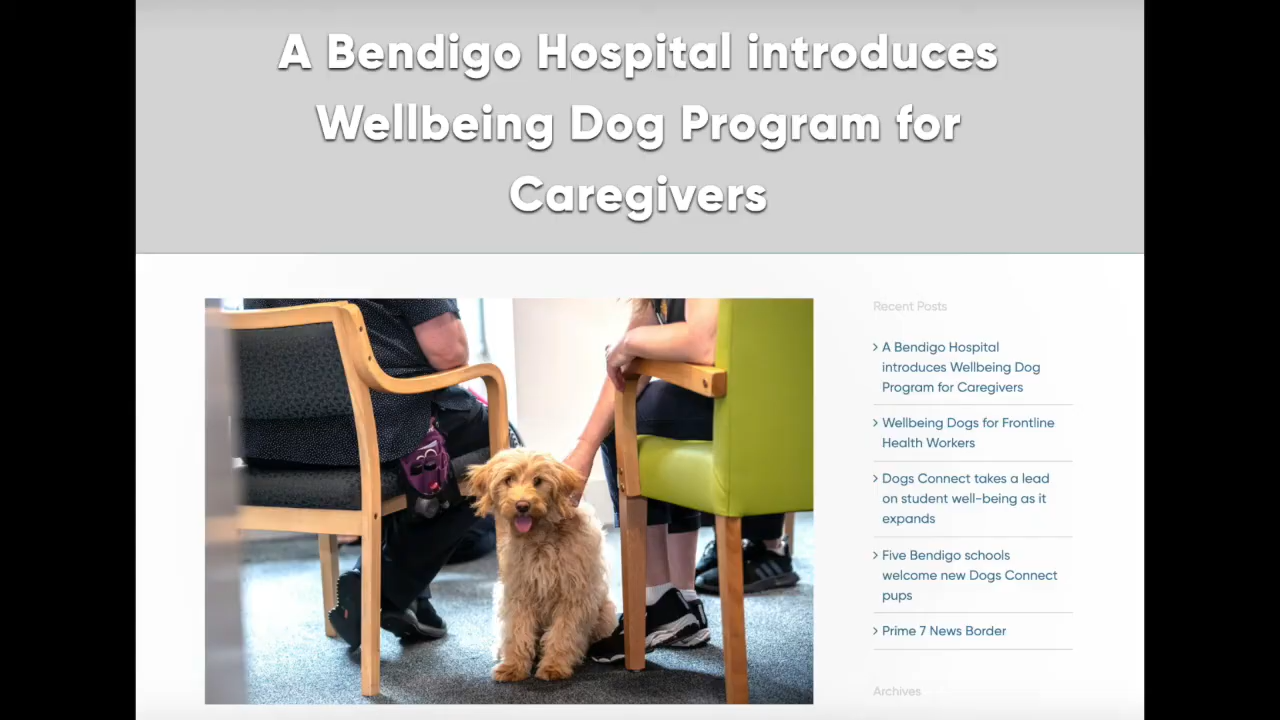 A Bendigo Hospital introduces
Wellbeing Dog Program for
Caregivers
Recent Posts
A Bendigo Hospital
introduces Wellbeing Dog
Program for Caregivers
Wellbeing Dogs for Frontline
Health Workers
Dogs Connect takes a lead
on student well-being as it
expands
Five Bendigo schools
welcome new Dogs Connect
pups
Prime 7 News Border
Archives